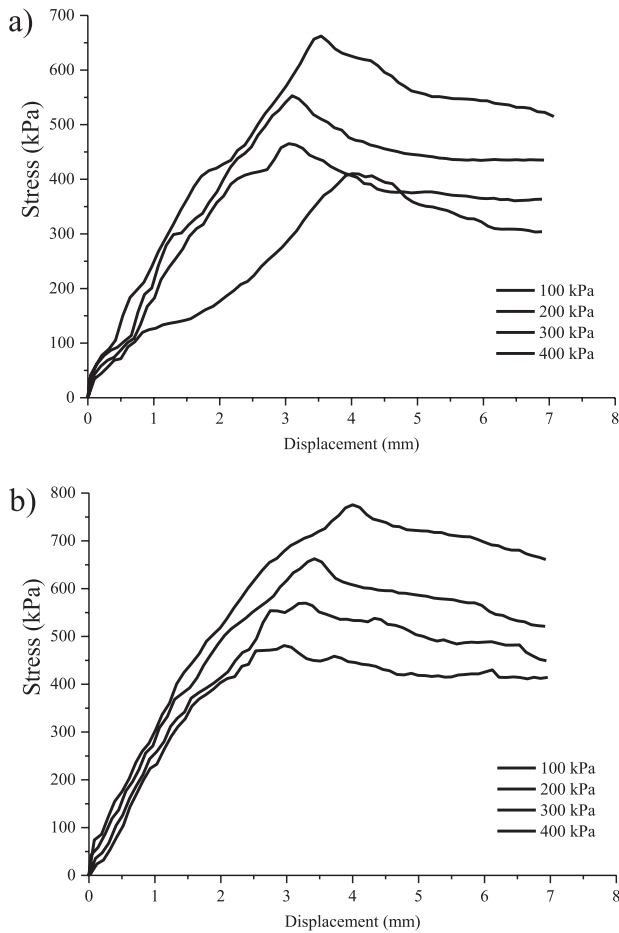 a)
700
600
500
400
300
200
100
0
Stress (kPa)
0 1 2 3 4 5 6 7 8
Displacement (mm)
100 kPa
200 kPa
300 kPa
400 kPa
b)
800
700
600
500
400
300
200
100
0
Stress (kPa)
0 1 2 3 4 5 6 7 8
Displacement (mm)
100 kPa
200 kPa
300 kPa
400 kPa